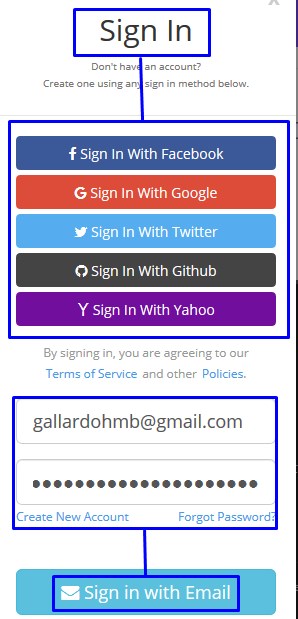 Sign In
Don't have an account?
Create one using any sign in method below.
Sign In With Facebook
Sign In With Google
Sign In With Twitter
Sign In With Github
Sign In With Yahoo
By signing in, you are agreeing to our
Terms of Service and other Policies.
gallardohmb@gmail.com
Create New Account Forgot Password?
Sign in with Email